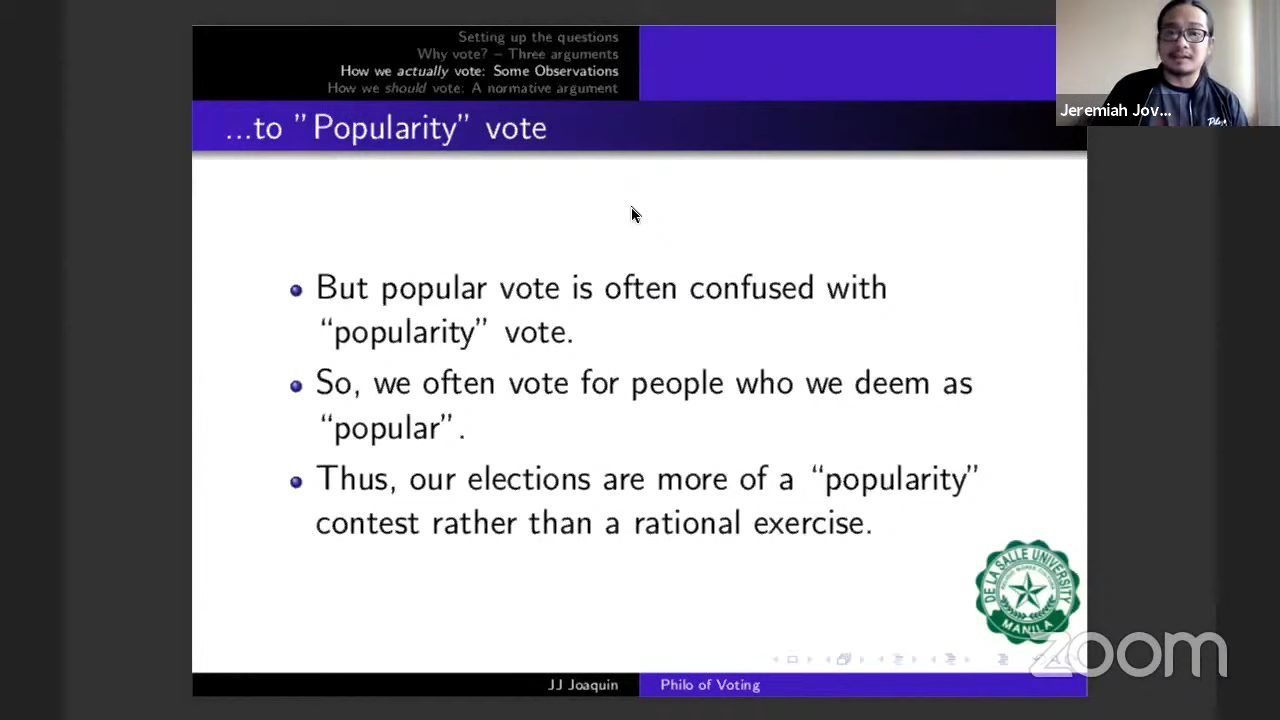 Setting up the questions
Why vote? – Three arguments
How we actually vote: Some Observations
How we should vote: A normative argument
Jeremiah Jov...
...to "Popularity" vote
But popular vote is often confused with
“popularity” vote.
So, we often vote for people who we deem as
“popular”.
Thus, our elections are more of a “popularity”
contest rather than a rational exercise.
DE LA SALLE UNIVERSITY
MANILA
zoom
JJ Joaquin
Philo of Voting